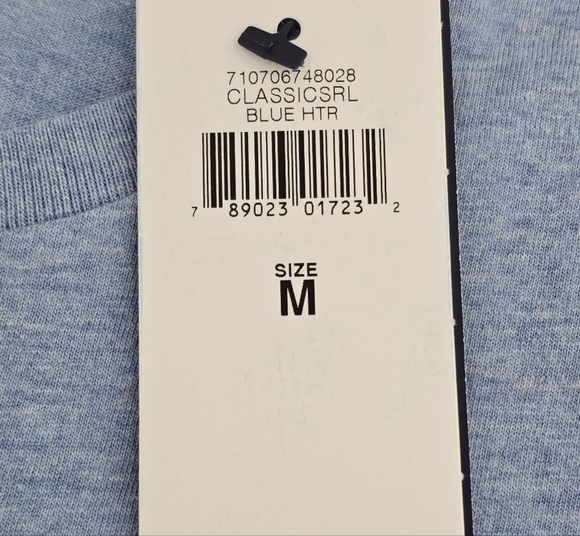 710706748028
CLASSICSRL
BLUE HTR
7 89023 01723 2
SIZE
M